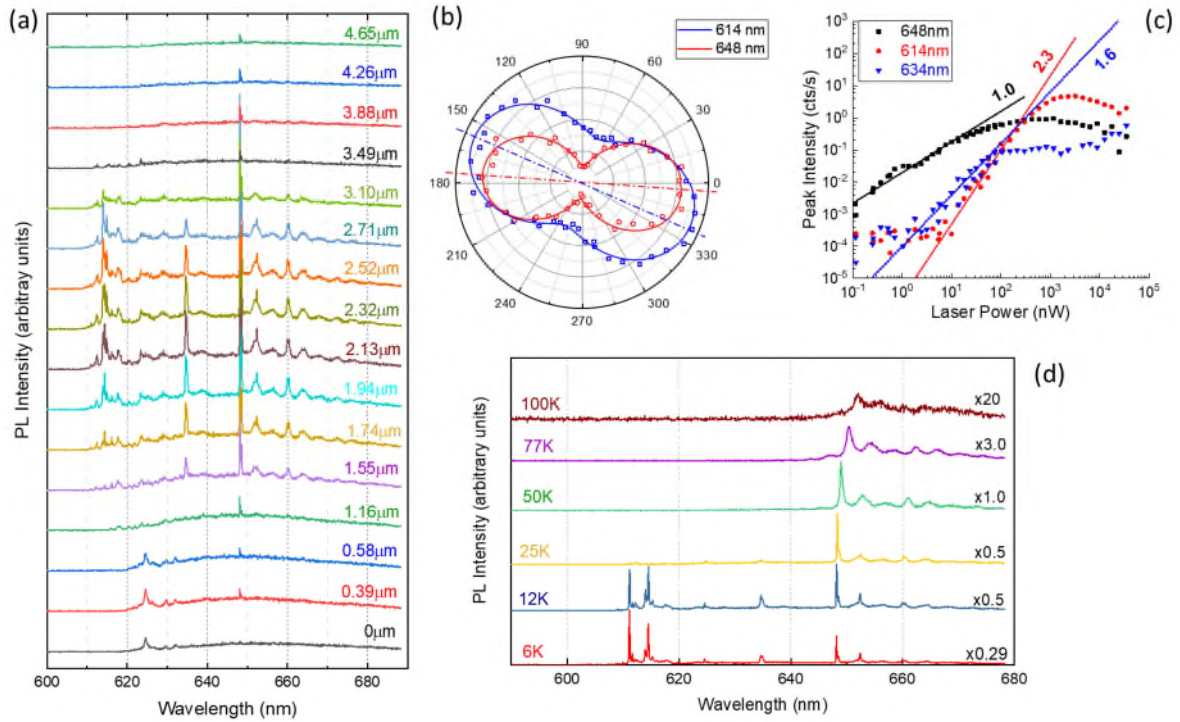 (a)
4.65μm
4.26μm
3.88μm
3.49μm
3.10μm
2.71μm
2.52μm
2.32μm
2.13μm
1.94μm
1.74μm
1.55μm
1.16μm
0.58μm
0.39μm
0μm
PL Intensity (arbitray units)
600 620 640 660 680
Wavelength (nm)
(b)
614 nm
648 nm
90
120 60
150 30
180 0
210 330
240 300
270
(c)
648nm
614nm
634nm
1.0
2.3
1.6
Peak Intensity (cts/s)
10³
10²
10¹
10⁰
10⁻¹
10⁻²
10⁻³
10⁻⁴
10⁻⁵
10⁻¹ 10⁰ 10¹ 10² 10³ 10⁴ 10⁵
Laser Power (nW)
(d)
100K x20
77K x3.0
50K x1.0
25K x0.5
12K x0.5
6K x0.29
PL Intensity (arbitrary units)
600 620 640 660 680
Wavelength (nm)